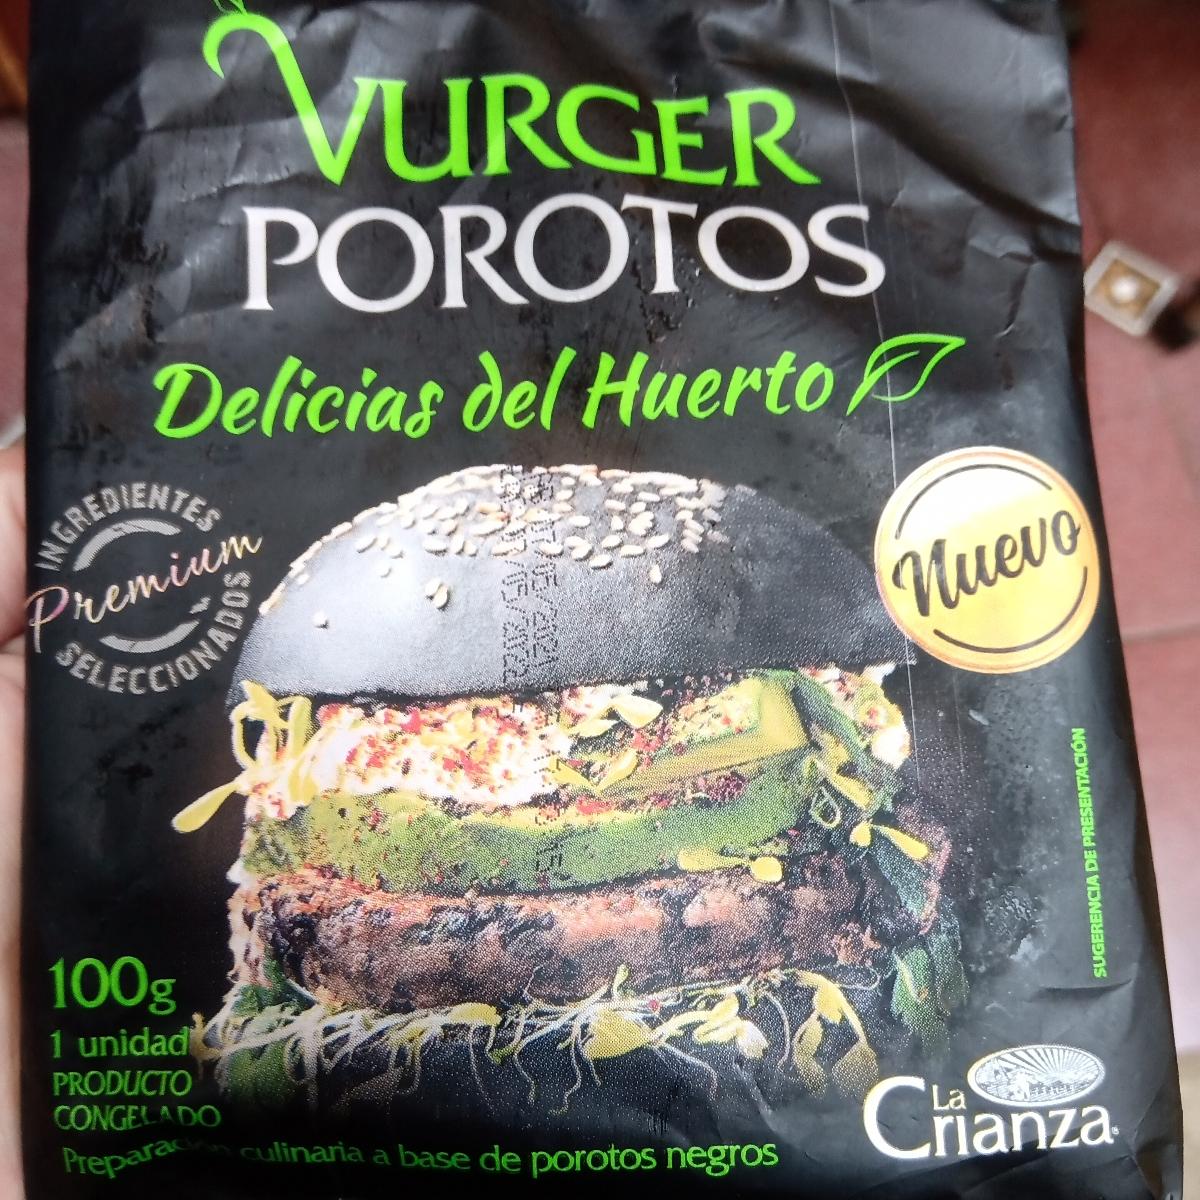 VURGER
POROTOS
Delicias del Huerto
INGREDIENTES
Premium
SELECCIONADOS
Nuevo
SUGERENCIA DE PRESENTACIÓN
100g
1 unidad
PRODUCTO
CONGELADO
Preparación culinaria a base de porotos negros
La
Crianza